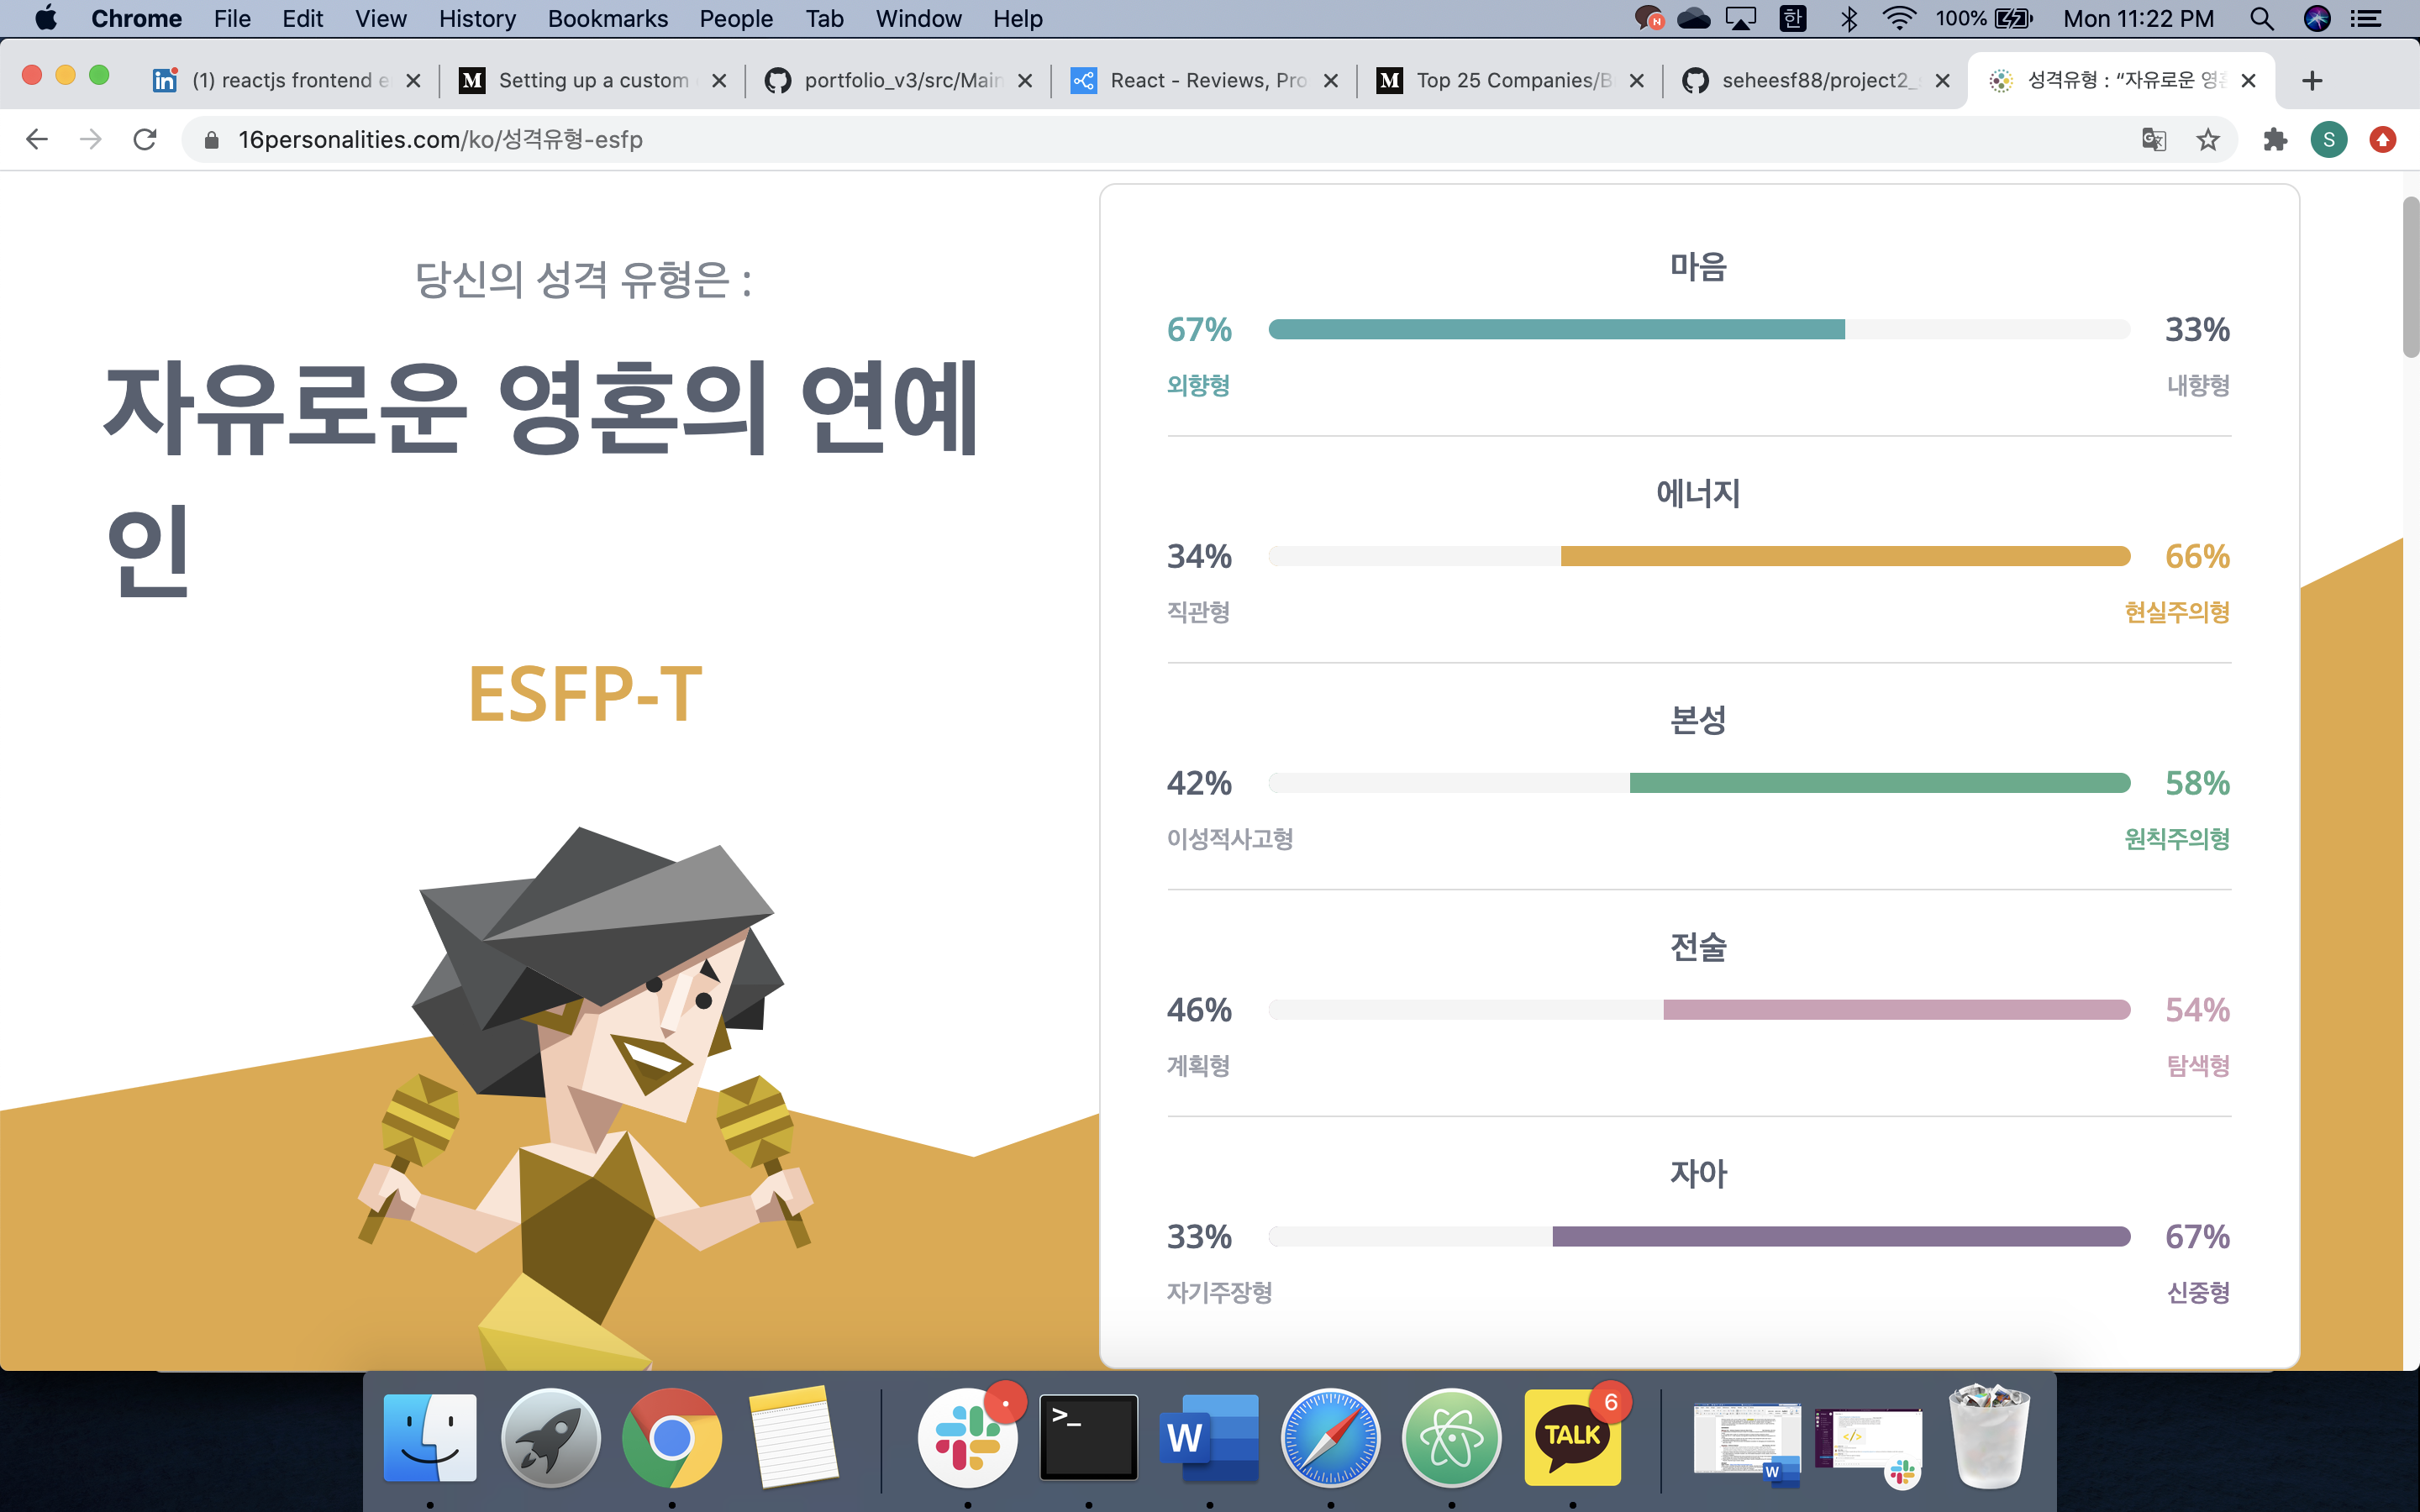 Chrome File Edit View History Bookmarks People Tab Window Help 한 100% Mon 11:22 PM
(1) reactjs frontend e
Setting up a custom
portfolio_v3/src/Main
React - Reviews, Pro
Top 25 Companies/B
seheesf88/project2_
성격유형 : “자유로운 영혼
16personalities.com/ko/성격유형-esfp
S
당신의 성격 유형은 :
자유로운 영혼의 연예
인
ESFP-T
마음
67% 33%
외향형 내향형
에너지
34% 66%
직관형 현실주의형
본성
42% 58%
이성적사고형 원칙주의형
전술
46% 54%
계획형 탐색형
자아
33% 67%
자기주장형 신중형
>_
W
TALK
6